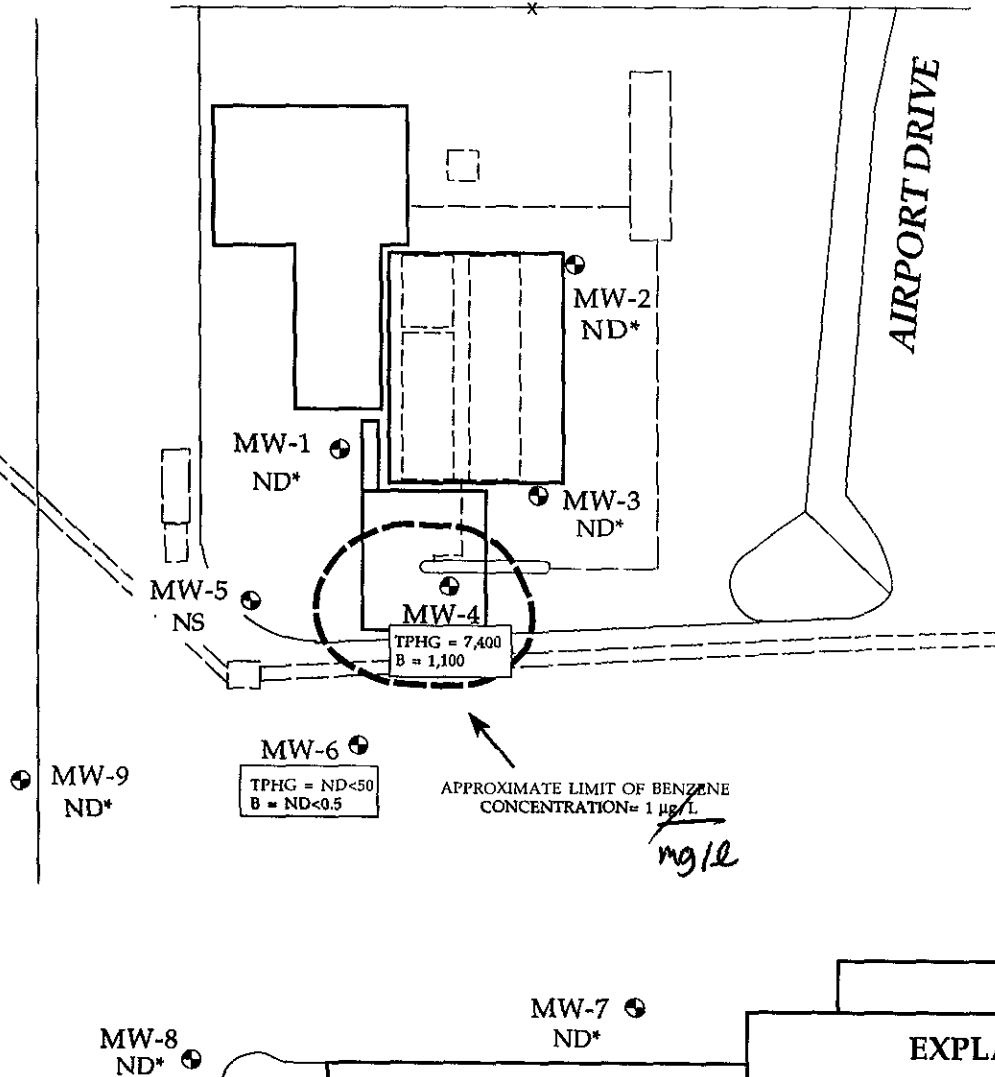 x
AIRPORT DRIVE
MW-2
ND*
MW-1
ND*
MW-3
ND*
MW-5
NS
MW-4
TPHG = 7,400
B = 1,100
MW-6
TPHG = ND<50
B = ND<0.5
MW-9
ND*
APPROXIMATE LIMIT OF BENZENE
CONCENTRATION= 1 µg/L
mg/l
MW-7
ND*
MW-8
ND*
EXPLA